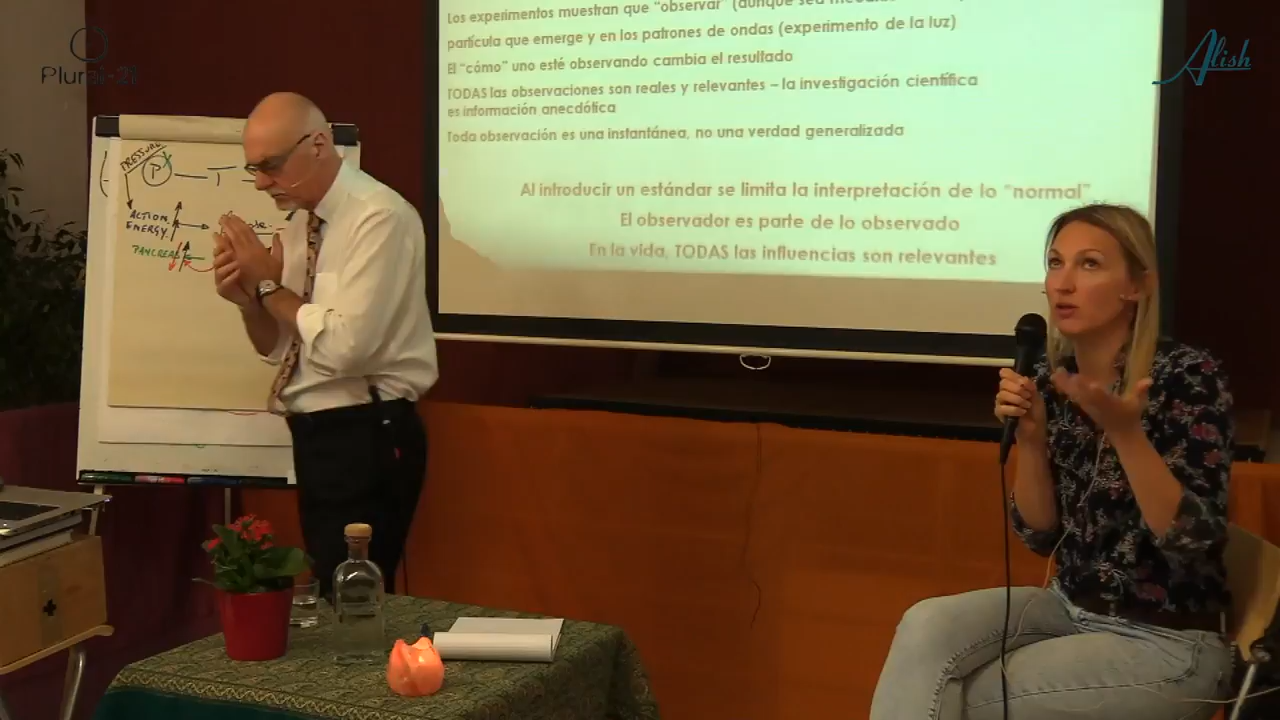 Plural-21
Alish
Los experimentos muestran que "observar" (aunque sea
partícula que emerge y en los patrones de ondas (experimento de la luz)
El "cómo" uno esté observando cambia el resultado
TODAS las observaciones son reales y relevantes – la investigación científica
es información anecdótica
Toda observación es una instantánea, no una verdad generalizada
Al introducir un estándar se limita la interpretación de lo "normal"
El observador es parte de lo observado
En la vida, TODAS las influencias son relevantes
PRESSURE
P — T —
ACTION
ENERGY.
PANCREAS